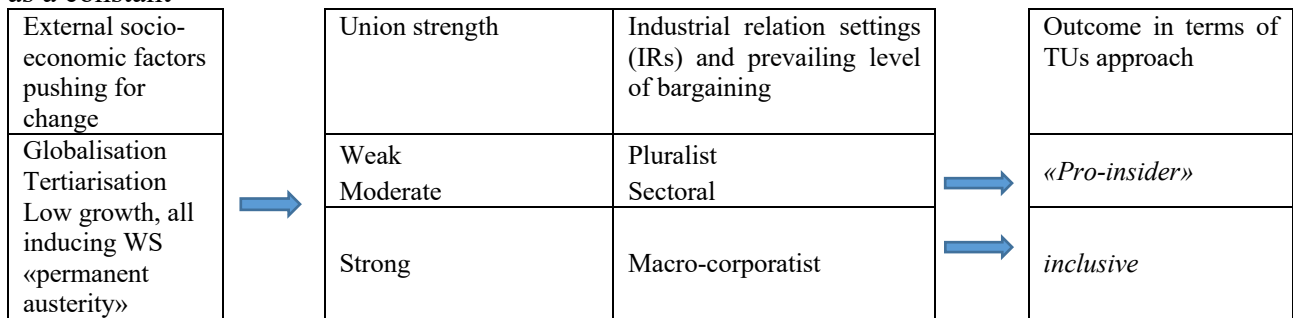 as a constant
External socio-
economic factors
pushing for
change
Union strength
Industrial relation settings
(IRs) and prevailing level
of bargaining
Outcome in terms of
TUs approach
Globalisation
Tertiarisation
Low growth, all
inducing WS
«permanent
austerity»
Weak
Moderate
Pluralist
Sectoral
«Pro-insider»
Strong
Macro-corporatist
inclusive